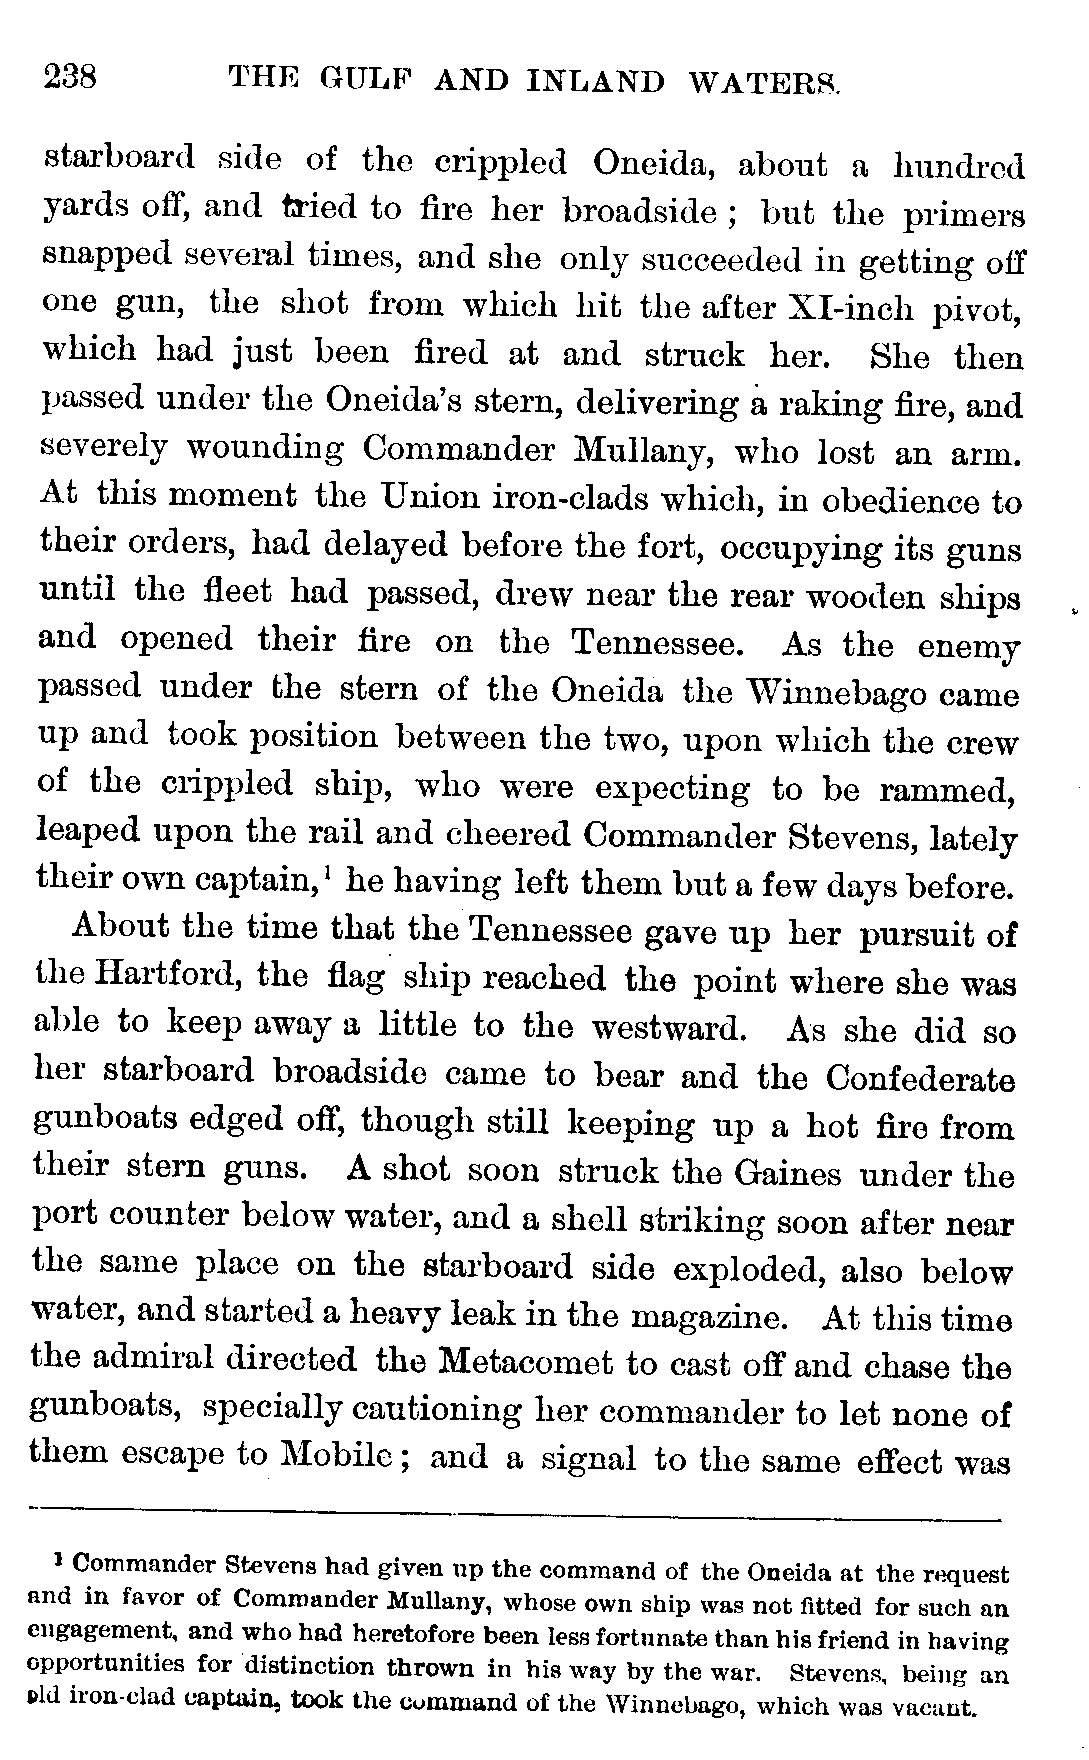 238 THE GULF AND INLAND WATERS.
starboard side of the crippled Oneida, about a hundred
yards off, and tried to fire her broadside ; but the primers
snapped several times, and she only succeeded in getting off
one gun, the shot from which hit the after XI-inch pivot,
which had just been fired at and struck her. She then
passed under the Oneida's stern, delivering a raking fire, and
severely wounding Commander Mullany, who lost an arm.
At this moment the Union iron-clads which, in obedience to
their orders, had delayed before the fort, occupying its guns
until the fleet had passed, drew near the rear wooden ships
and opened their fire on the Tennessee. As the enemy
passed under the stern of the Oneida the Winnebago came
up and took position between the two, upon which the crew
of the crippled ship, who were expecting to be rammed,
leaped upon the rail and cheered Commander Stevens, lately
their own captain,¹ he having left them but a few days before.
About the time that the Tennessee gave up her pursuit of
the Hartford, the flag ship reached the point where she was
able to keep away a little to the westward. As she did so
her starboard broadside came to bear and the Confederate
gunboats edged off, though still keeping up a hot fire from
their stern guns. A shot soon struck the Gaines under the
port counter below water, and a shell striking soon after near
the same place on the starboard side exploded, also below
water, and started a heavy leak in the magazine. At this time
the admiral directed the Metacomet to cast off and chase the
gunboats, specially cautioning her commander to let none of
them escape to Mobile ; and a signal to the same effect was
¹ Commander Stevens had given up the command of the Oneida at the request
and in favor of Commander Mullany, whose own ship was not fitted for such an
engagement, and who had heretofore been less fortunate than his friend in having
opportunities for distinction thrown in his way by the war. Stevens, being an
old iron-clad captain, took the command of the Winnebago, which was vacant.